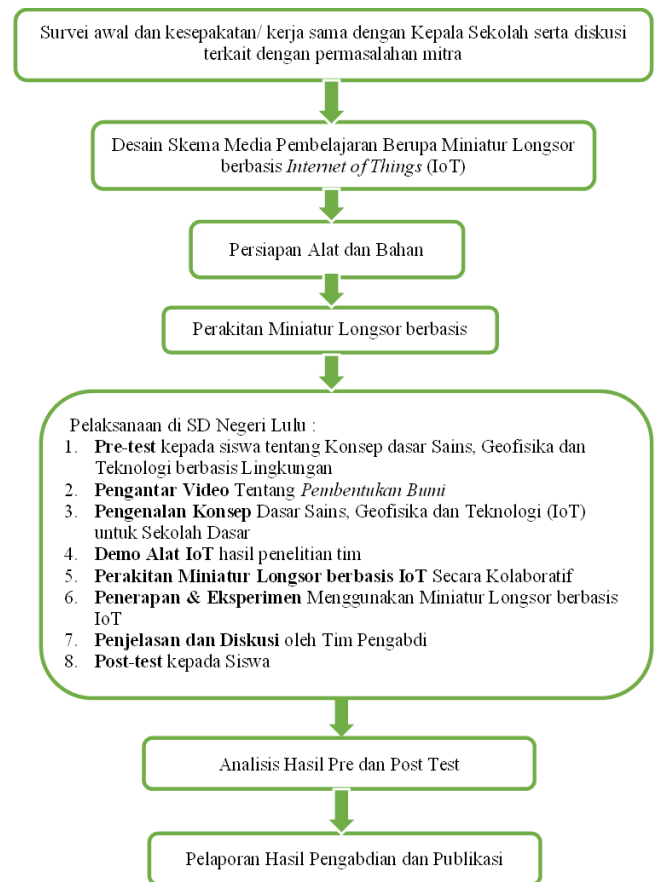 Survei awal dan kesepakatan/ kerja sama dengan Kepala Sekolah serta diskusi
terkait dengan permasalahan mitra
Desain Skema Media Pembelajaran Berupa Miniatur Longsor
berbasis Internet of Things (IoT)
Persiapan Alat dan Bahan
Perakitan Miniatur Longsor berbasis
Pelaksanaan di SD Negeri Lulu :
1. Pre-test kepada siswa tentang Konsep dasar Sains, Geofisika dan
Teknologi berbasis Lingkungan
2. Pengantar Video Tentang Pembentukan Bumi
3. Pengenalan Konsep Dasar Sains, Geofisika dan Teknologi (IoT)
untuk Sekolah Dasar
4. Demo Alat IoT hasil penelitian tim
5. Perakitan Miniatur Longsor berbasis IoT Secara Kolaboratif
6. Penerapan & Eksperimen Menggunakan Miniatur Longsor berbasis
IoT
7. Penjelasan dan Diskusi oleh Tim Pengabdi
8. Post-test kepada Siswa
Analisis Hasil Pre dan Post Test
Pelaporan Hasil Pengabdian dan Publikasi